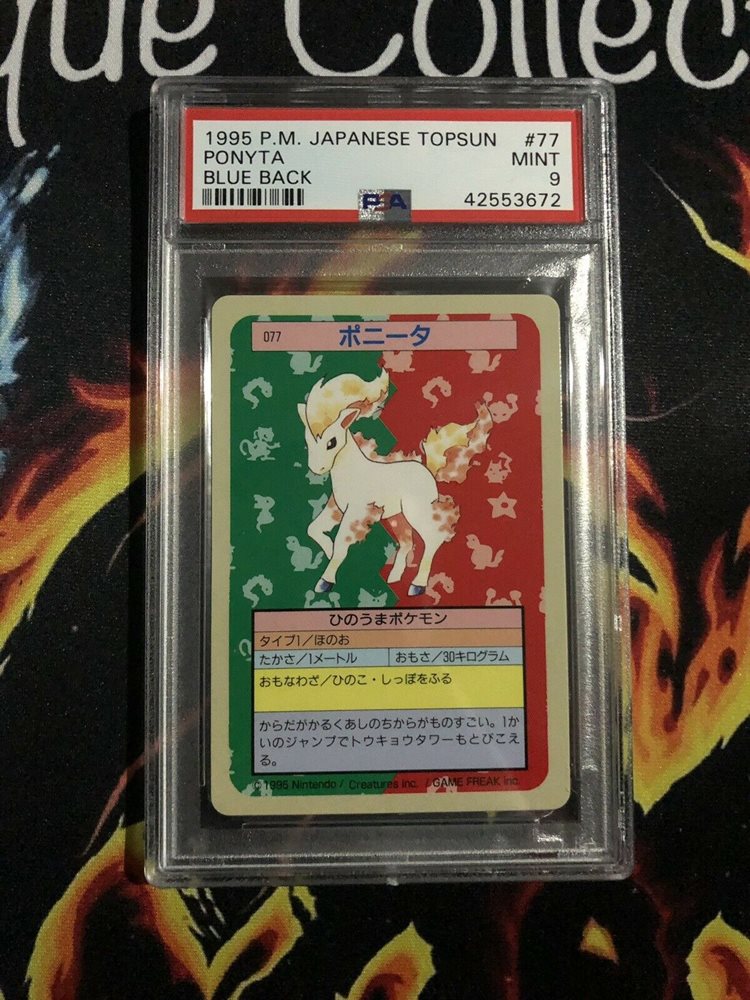 que Collec
1995 P.M. JAPANESE TOPSUN #77
PONYTA MINT
BLUE BACK 9
PSA 42553672
077 ポニータ
ひのうまポケモン
タイプ1/ほのお
たかさ/1メートル おもさ/30キログラム
おもなわざ/ひのこ・しっぽをふる
からだがかるくあしのちからがものすごい。1か
いのジャンプでトウキョウタワーもとびこえ
る。
©1995 Nintendo / Creatures inc. / GAME FREAK inc.